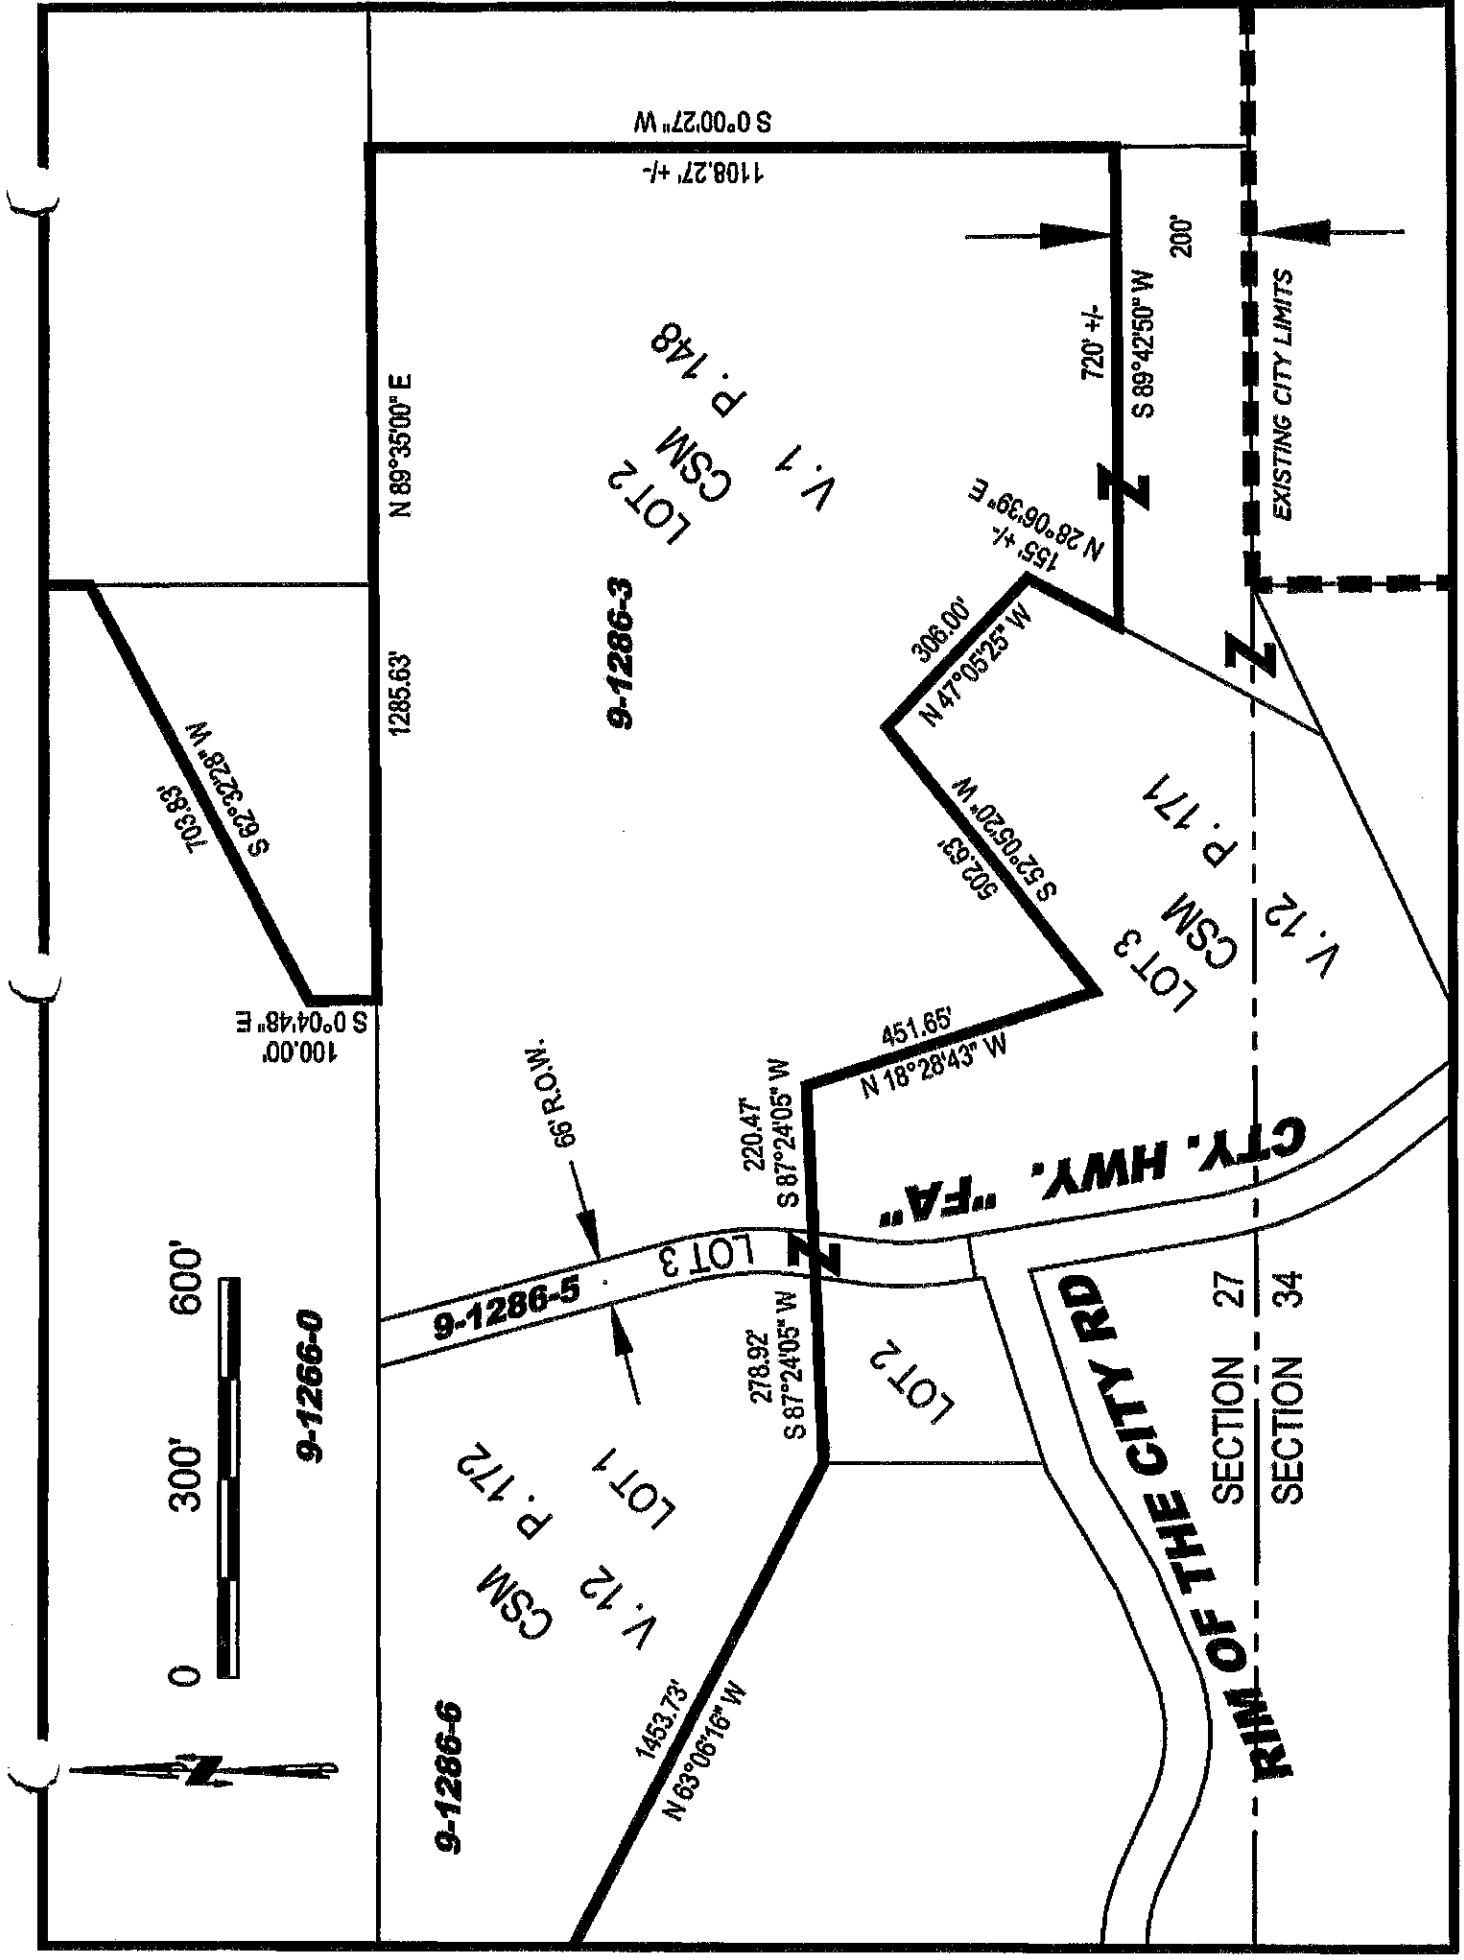 0 300' 600'
9-1266-0
100.00'
S 0°04'48" E
703.83'
S 62°32'28" W
1285.63'
N 89°35'00" E
S 0°00'27" W
1108.27' +/-
9-1286-6
CSM P. 172
V. 12 LOT 1
9-1286-5
LOT 3
66' R.O.W.
9-1286-3
LOT 2
CSM P. 148
V. 1
1453.73'
N 63°06'16" W
278.92'
S 87°24'05" W
220.47'
S 87°24'05" W
451.65'
N 18°28'43" W
502.63'
S 52°05'20" W
306.00'
N 47°05'25" W
155' +/-
N 28°06'39" E
720' +/-
S 89°42'50" W
200'
EXISTING CITY LIMITS
LOT 2
CTY. HWY. "FA"
LOT 3
CSM P. 171
V. 12
RIM OF THE CITY RD
SECTION 27
SECTION 34
Z
Z
Z